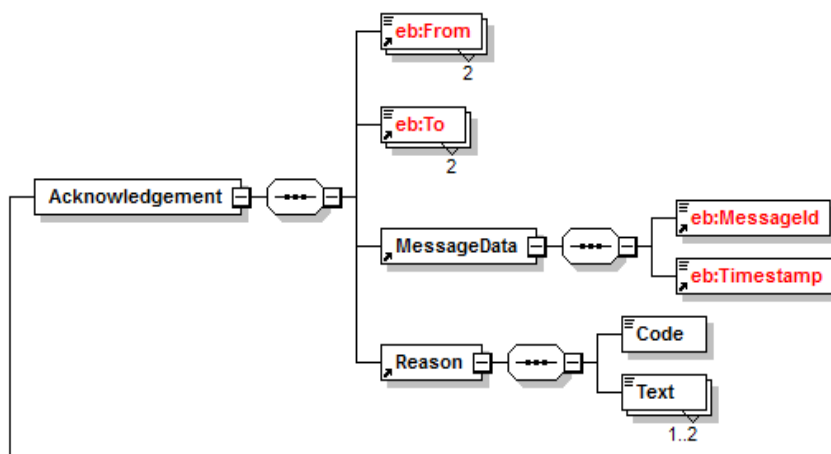 eb:From
2
eb:To
2
Acknowledgement
MessageData
eb:MessageId
eb:Timestamp
Reason
Code
Text
1..2